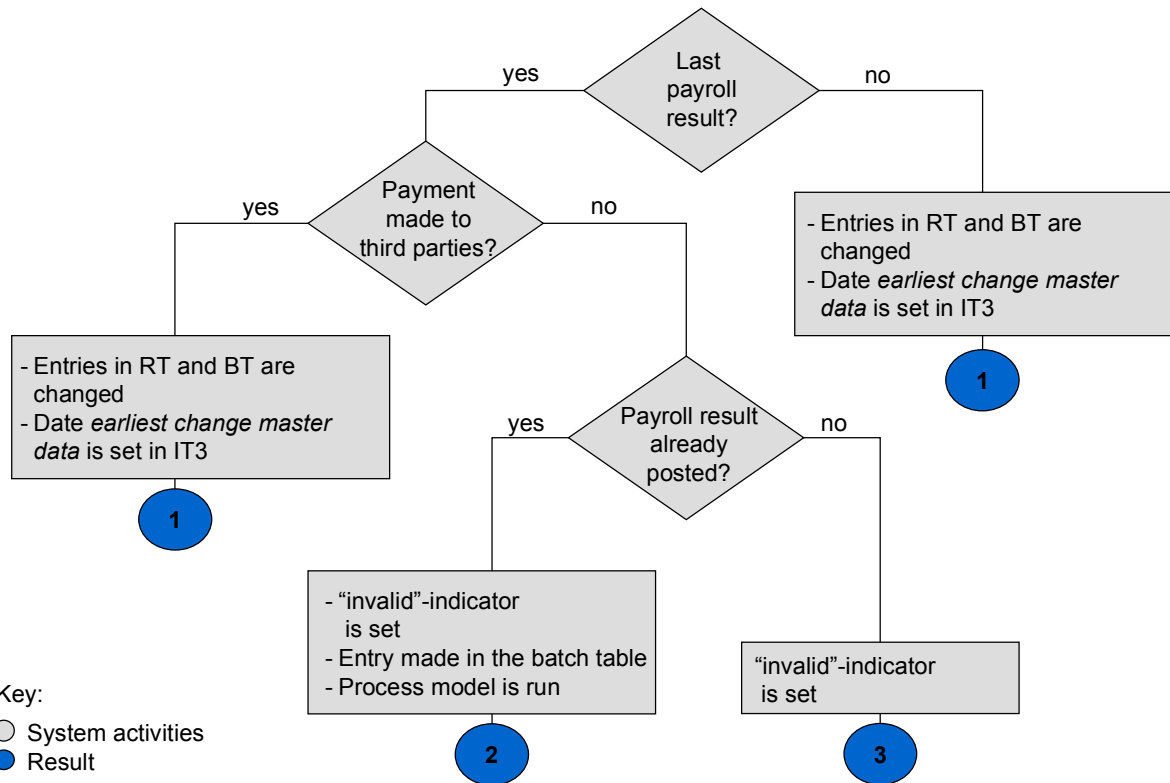 Last
payroll
result?
yes
no
Payment
made to
third parties?
yes
no
- Entries in RT and BT are
changed
- Date earliest change master
data is set in IT3
1
- Entries in RT and BT are
changed
- Date earliest change master
data is set in IT3
1
Payroll result
already
posted?
yes
no
- “invalid”-indicator
is set
- Entry made in the batch table
- Process model is run
2
“invalid”-indicator
is set
3
Key:
System activities
Result